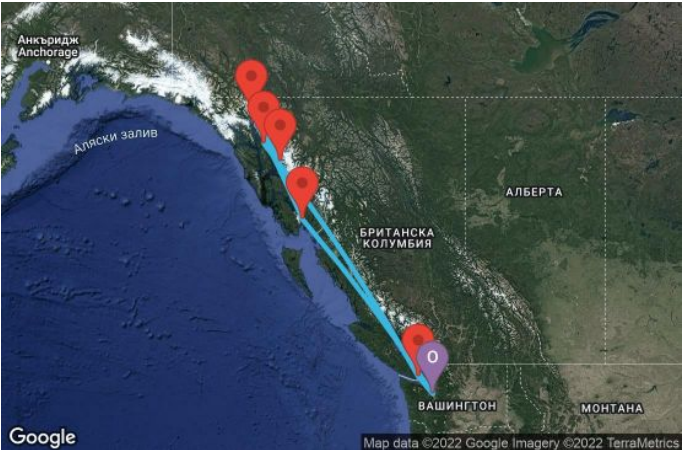 Анкъридж
Anchorage
Аляски залив
АЛБЕРТА
БРИТАНСКА
КОЛУМБИЯ
O
ВАШИНГТОН
МОНТАНА
Google
Map data ©2022 Google Imagery ©2022 TerraMetrics